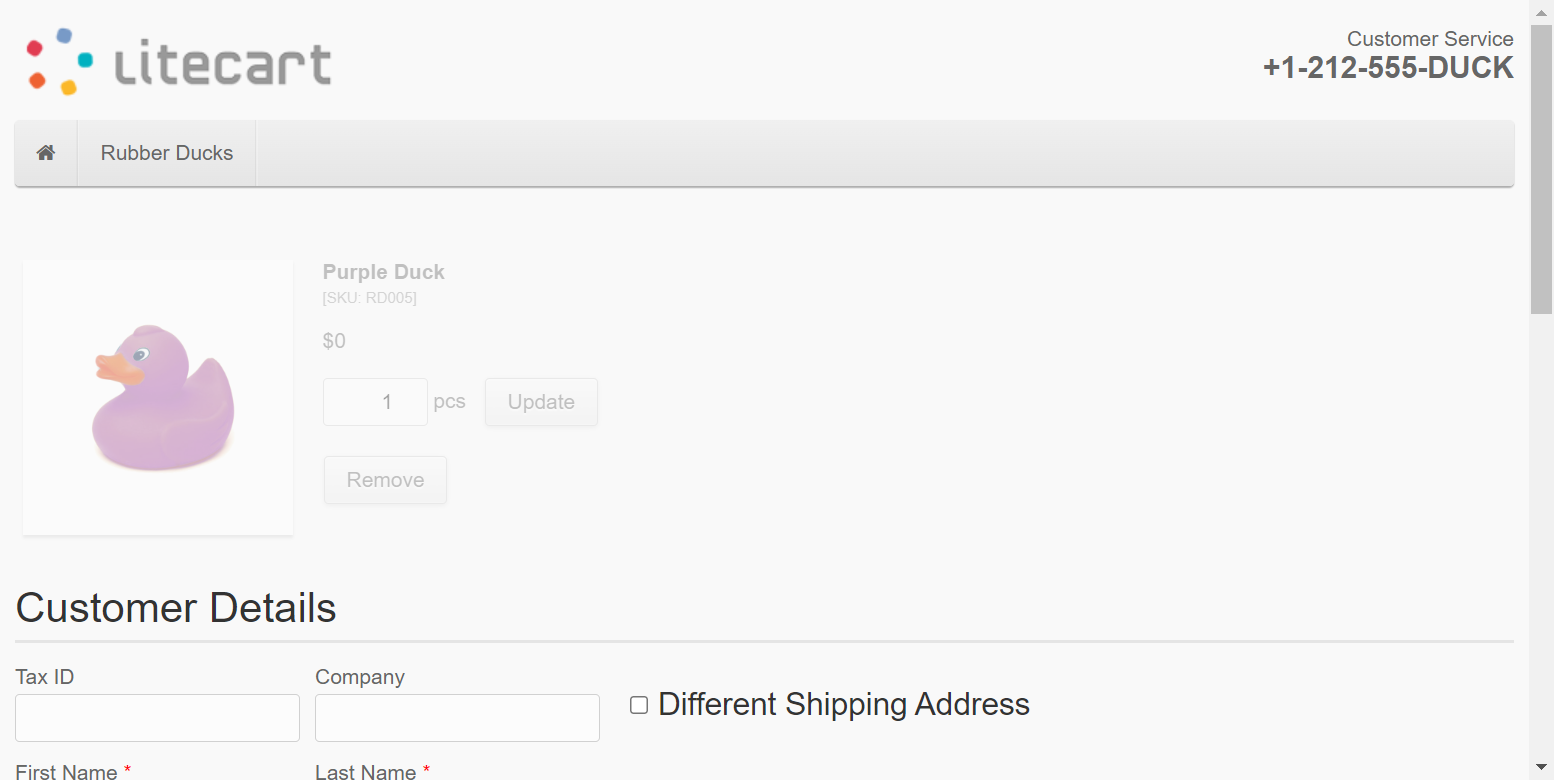 Litecart
Customer Service
+1-212-555-DUCK
Rubber Ducks
Purple Duck
[SKU: RD005]
$0
1 pcs Update
Remove
Customer Details
Tax ID Company
Different Shipping Address
First Name * Last Name *